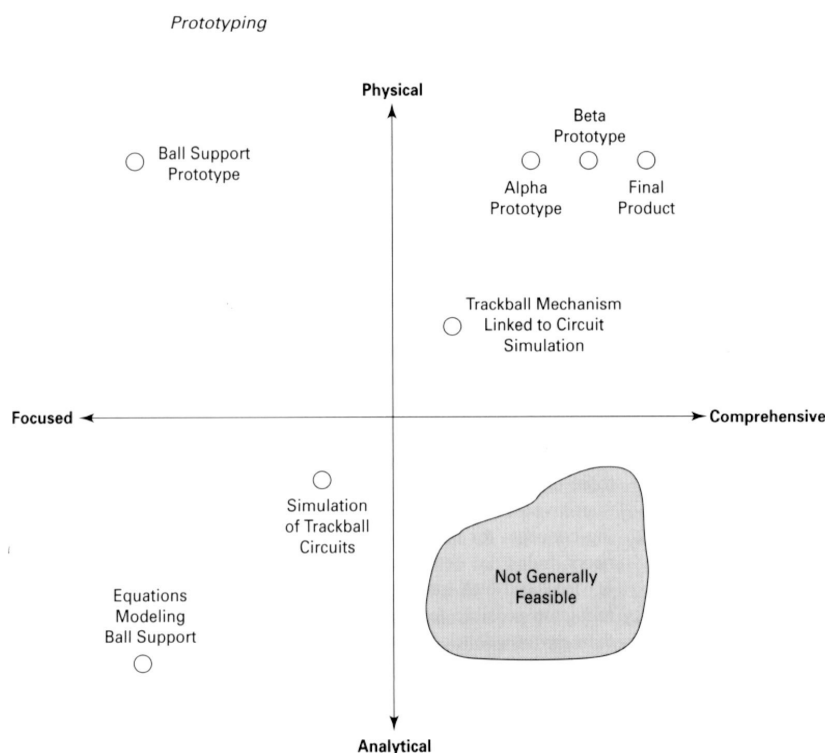 Prototyping
Physical
Beta
Prototype
Ball Support
Prototype
Alpha
Prototype
Final
Product
Trackball Mechanism
Linked to Circuit
Simulation
Focused
Comprehensive
Simulation
of Trackball
Circuits
Not Generally
Feasible
Equations
Modeling
Ball Support
Analytical